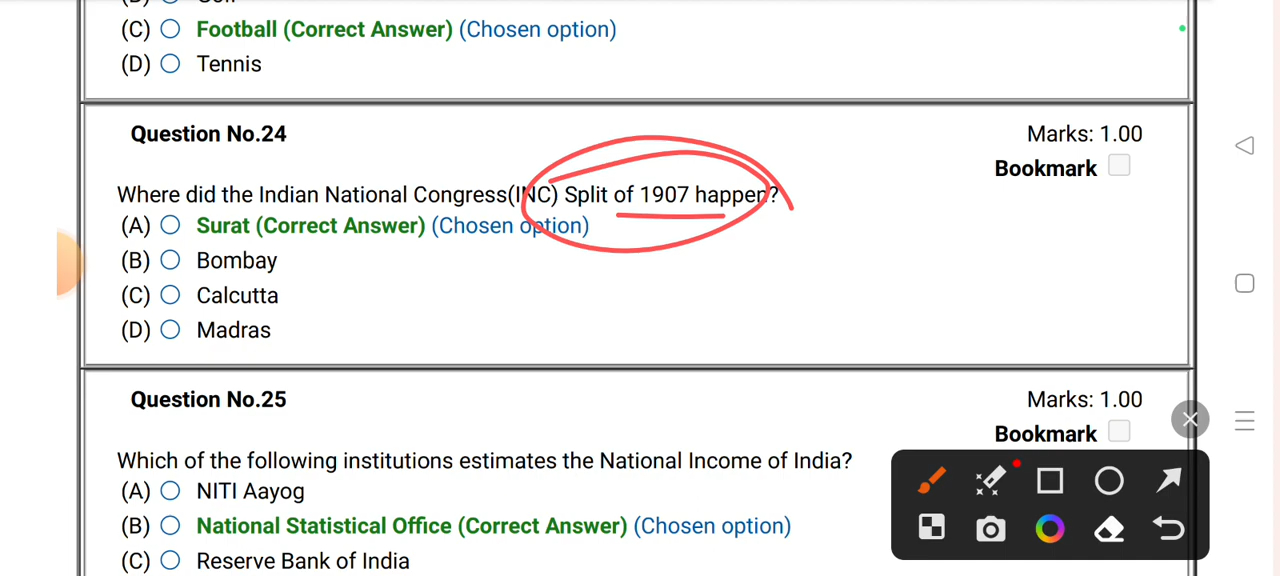 (C) Football (Correct Answer) (Chosen option)
(D) Tennis
Question No.24 Marks: 1.00
Bookmark
Where did the Indian National Congress(INC) Split of 1907 happen?
(A) Surat (Correct Answer) (Chosen option)
(B) Bombay
(C) Calcutta
(D) Madras
Question No.25 Marks: 1.00
Bookmark
Which of the following institutions estimates the National Income of India?
(A) NITI Aayog
(B) National Statistical Office (Correct Answer) (Chosen option)
(C) Reserve Bank of India